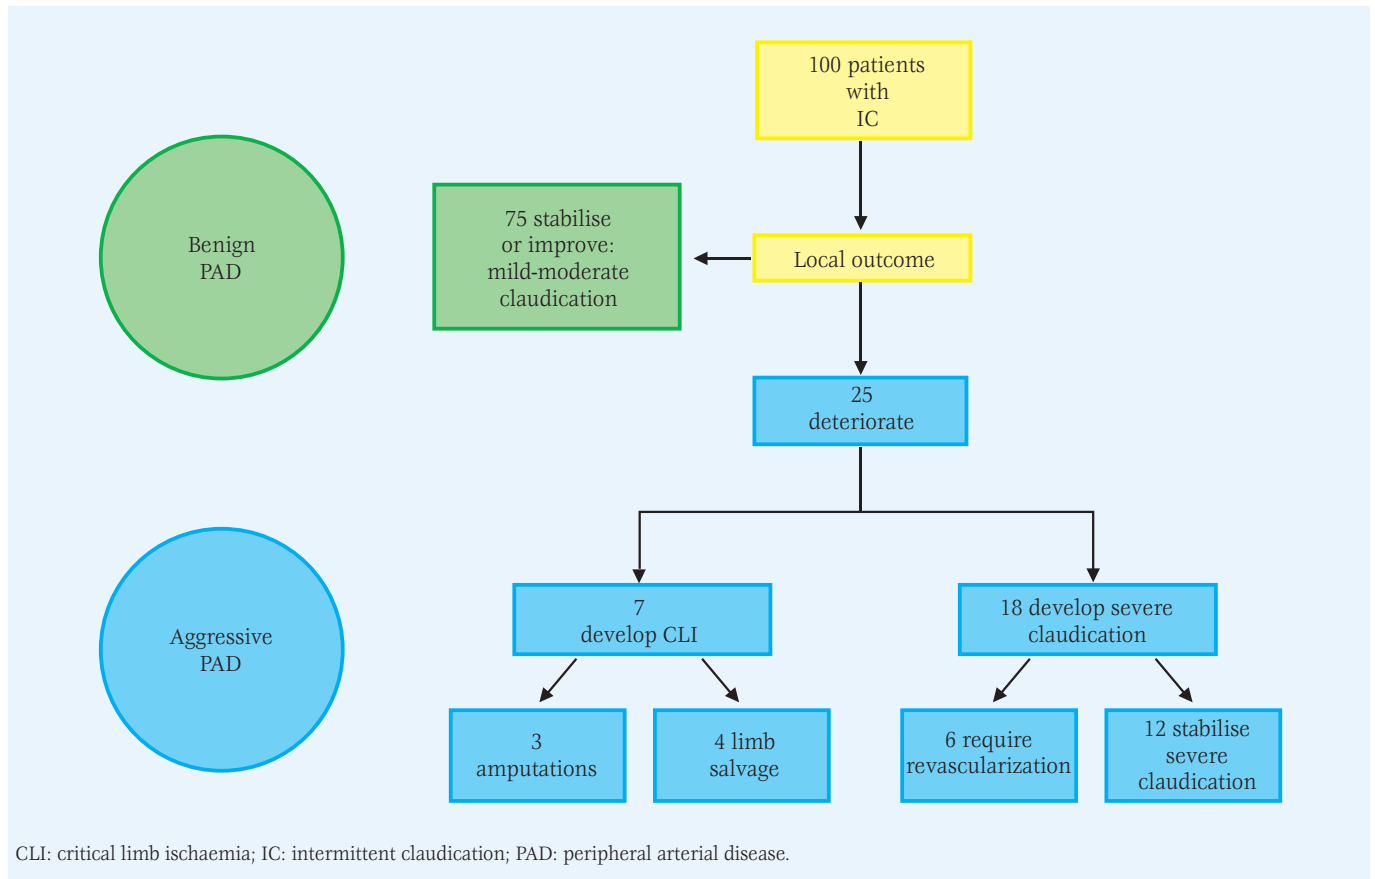 100 patients
with
IC
Benign
PAD
75 stabilise
or improve:
mild-moderate
claudication
Local outcome
25
deteriorate
Aggressive
PAD
7
develop CLI
18 develop severe
claudication
3
amputations
4 limb
salvage
6 require
revascularization
12 stabilise
severe
claudication
CLI: critical limb ischaemia; IC: intermittent claudication; PAD: peripheral arterial disease.